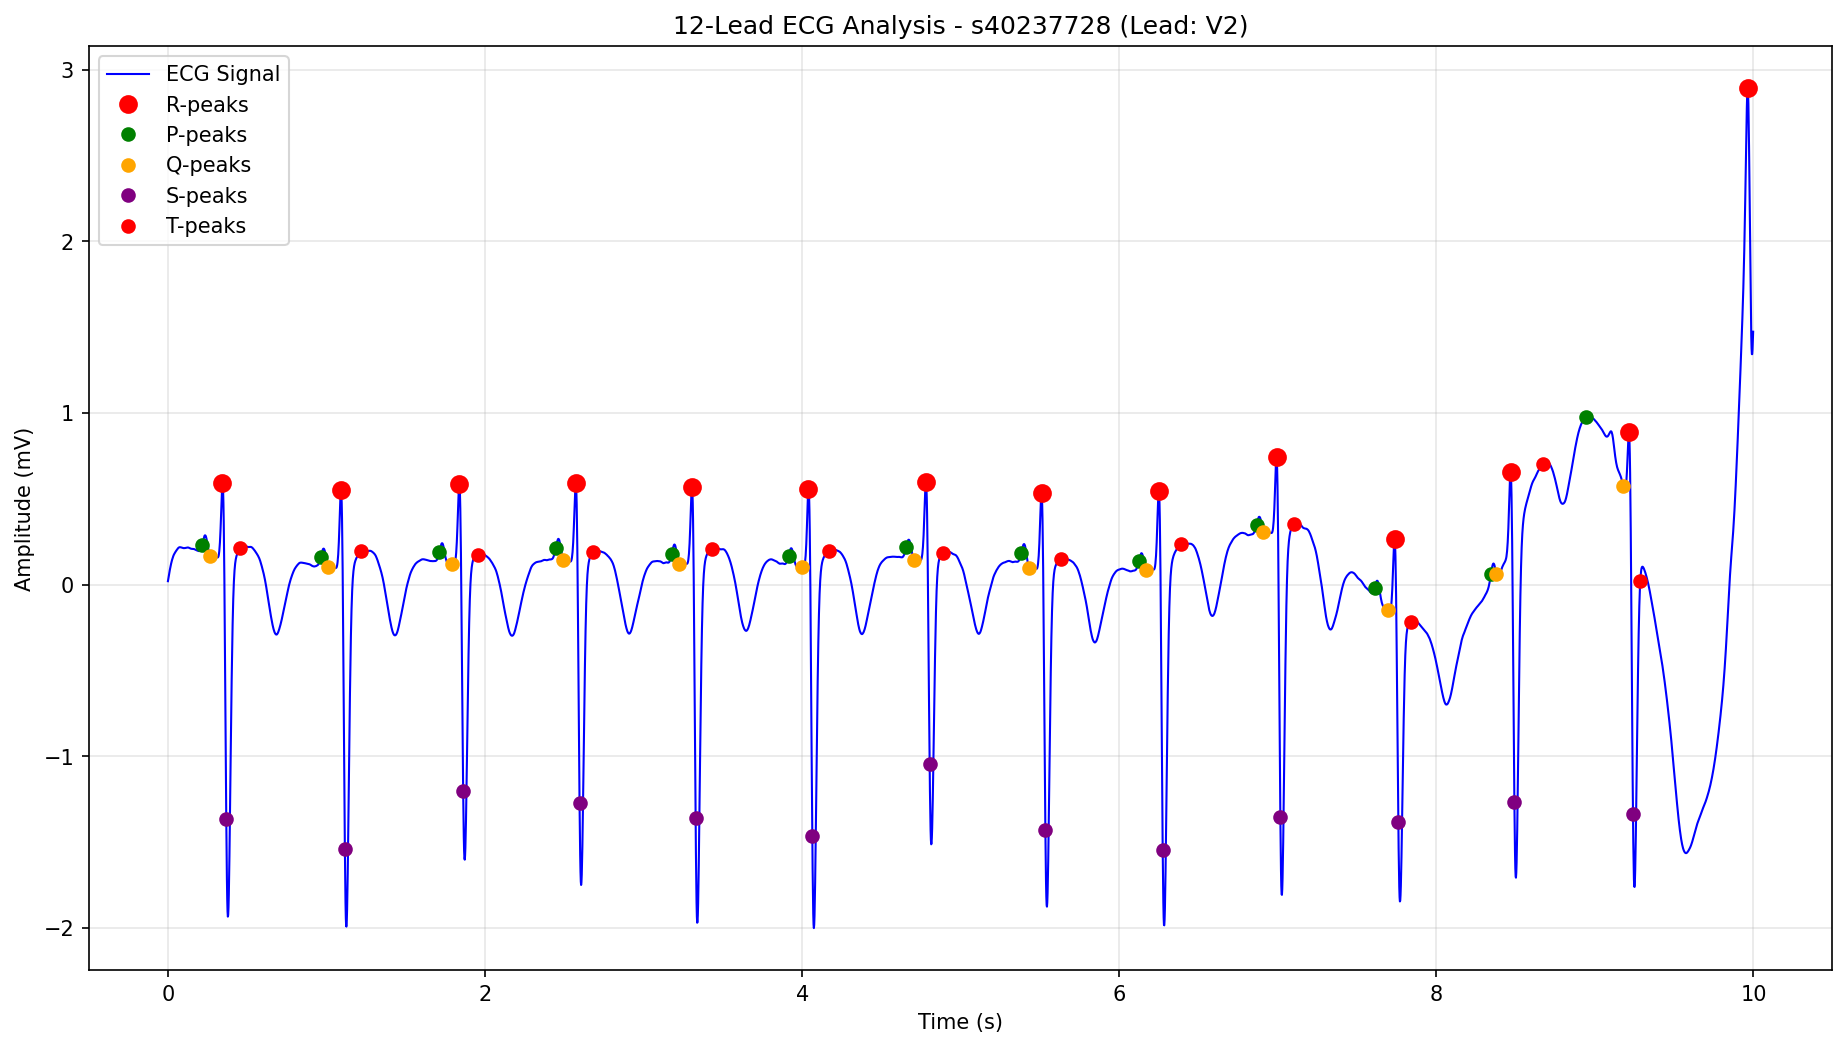 12-Lead ECG Analysis - s40237728 (Lead: V2)
ECG Signal
R-peaks
P-peaks
Q-peaks
S-peaks
T-peaks
Amplitude (mV)
3
2
1
0
−1
−2
0
2
4
6
8
10
Time (s)